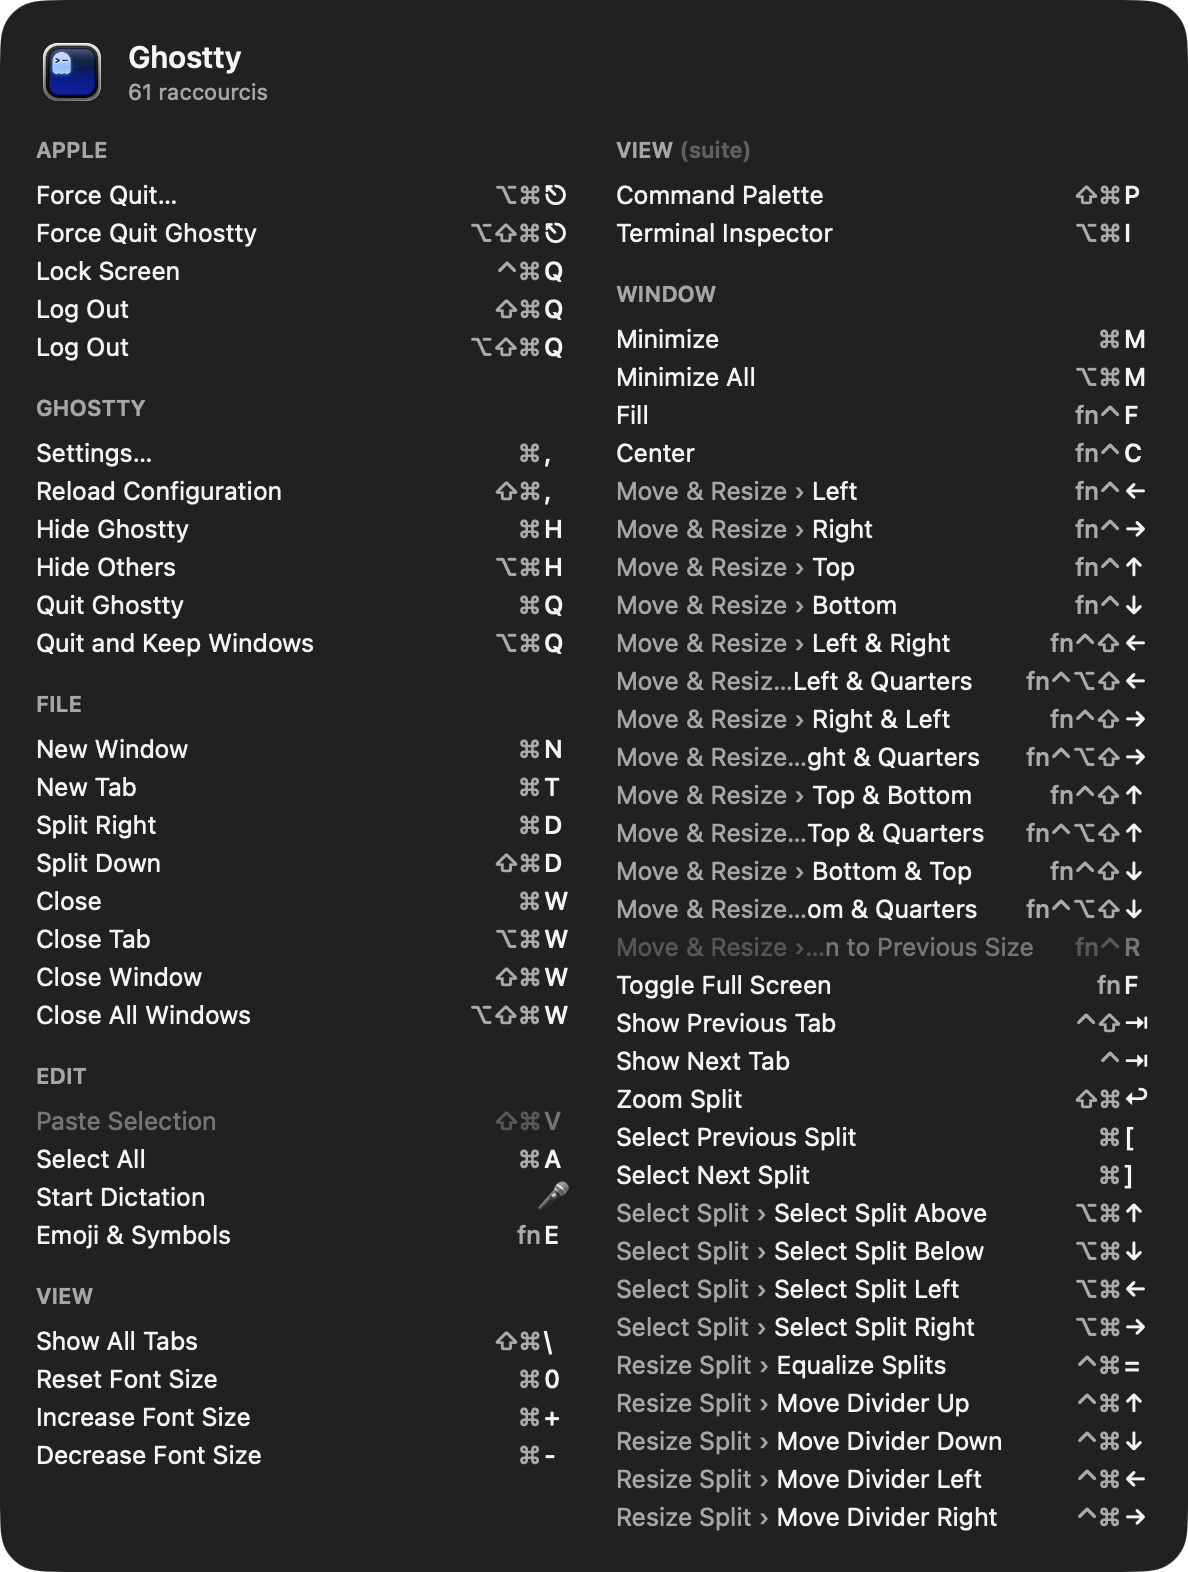 Ghostty
61 raccourcis
APPLE
Force Quit... ⌥⌘⎋
Force Quit Ghostty ⌥⇧⌘⎋
Lock Screen ^⌘Q
Log Out ⇧⌘Q
Log Out ⌥⇧⌘Q
GHOSTTY
Settings... ⌘,
Reload Configuration ⇧⌘,
Hide Ghostty ⌘H
Hide Others ⌥⌘H
Quit Ghostty ⌘Q
Quit and Keep Windows ⌥⌘Q
FILE
New Window ⌘N
New Tab ⌘T
Split Right ⌘D
Split Down ⇧⌘D
Close ⌘W
Close Tab ⌥⌘W
Close Window ⇧⌘W
Close All Windows ⌥⇧⌘W
EDIT
Paste Selection ⇧⌘V
Select All ⌘A
Start Dictation 🎤
Emoji & Symbols fn E
VIEW
Show All Tabs ⇧⌘\
Reset Font Size ⌘0
Increase Font Size ⌘+
Decrease Font Size ⌘-
VIEW (suite)
Command Palette ⇧⌘P
Terminal Inspector ⌥⌘I
WINDOW
Minimize ⌘M
Minimize All ⌥⌘M
Fill fn^F
Center fn^C
Move & Resize › Left fn^←
Move & Resize › Right fn^→
Move & Resize › Top fn^↑
Move & Resize › Bottom fn^↓
Move & Resize › Left & Right fn^⇧←
Move & Resiz...Left & Quarters fn^⌥⇧←
Move & Resize › Right & Left fn^⇧→
Move & Resize...ght & Quarters fn^⌥⇧→
Move & Resize › Top & Bottom fn^⇧↑
Move & Resize...Top & Quarters fn^⌥⇧↑
Move & Resize › Bottom & Top fn^⇧↓
Move & Resize...om & Quarters fn^⌥⇧↓
Move & Resize ›...n to Previous Size fn^R
Toggle Full Screen fn F
Show Previous Tab ^⇧⇥
Show Next Tab ^⇥
Zoom Split ⇧⌘↩
Select Previous Split ⌘[
Select Next Split ⌘]
Select Split › Select Split Above ⌥⌘↑
Select Split › Select Split Below ⌥⌘↓
Select Split › Select Split Left ⌥⌘←
Select Split › Select Split Right ⌥⌘→
Resize Split › Equalize Splits ^⌘=
Resize Split › Move Divider Up ^⌘↑
Resize Split › Move Divider Down ^⌘↓
Resize Split › Move Divider Left ^⌘←
Resize Split › Move Divider Right ^⌘→